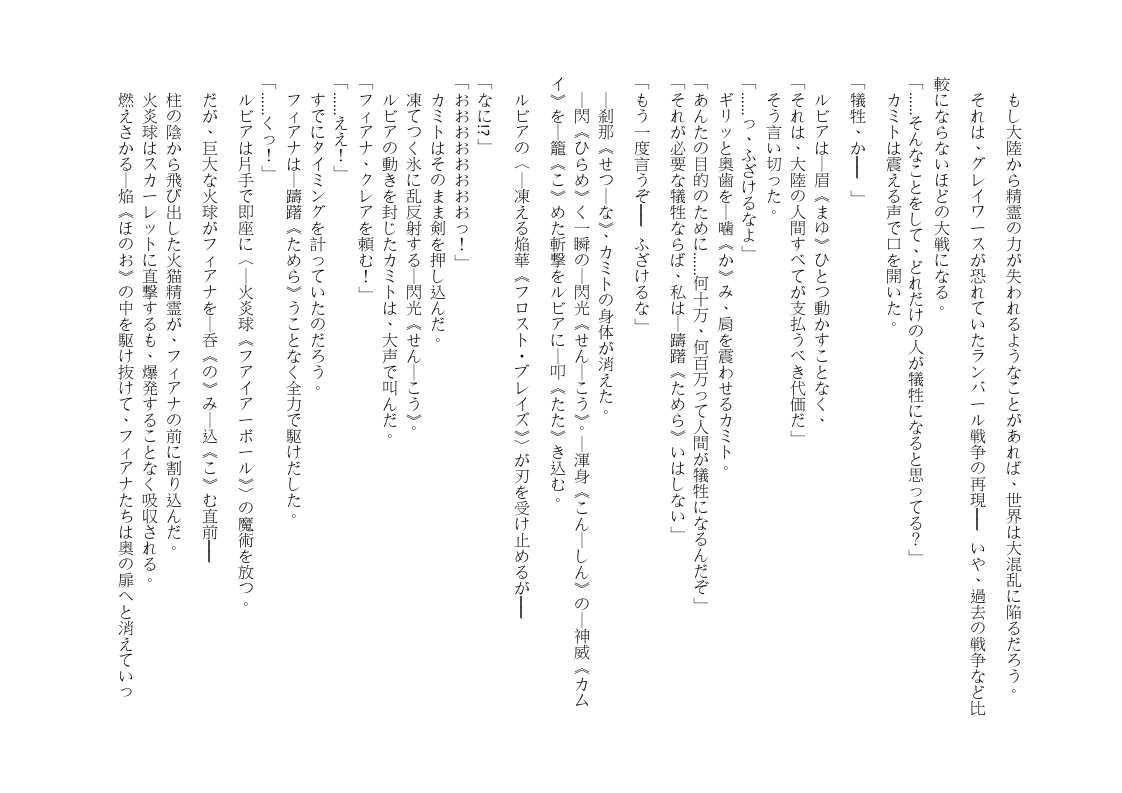 もし大陸から精霊の力が失われるようなことがあれば、世界は大混乱に陥るだろう。
それは、グレイワースが恐れていたランバール戦争の再現━━　いや、過去の戦争など比
較にならないほどの大戦になる。
「……そんなことをして、どれだけの人が犠牲になると思ってる？」
カミトは震える声で口を開いた。
「犠牲、か━━　」
ルビアは―眉《まゆ》ひとつ動かすことなく、
「それは、大陸の人間すべてが支払うべき代価だ」
そう言い切った。
「……っ、ふざけるなよ」
ギリッと奥歯を―噛《か》み、肩を震わせるカミト。
「あんたの目的のために……何十万、何百万って人間が犠牲になるんだぞ」
「それが必要な犠牲ならば、私は―躊躇《ためら》いはしない」
「もう一度言うぞ━━　ふざけるな」
―刹那《せつ―な》、カミトの身体が消えた。
―閃《ひらめ》く一瞬の―閃光《せん―こう》。―渾身《こん―しん》の―神威《カム
イ》を―籠《こ》めた斬撃をルビアに―叩《たた》き込む。
ルビアの〈―凍える焔華《フロスト・ブレイズ》〉が刃を受け止めるが━━
「なに!?」
「おおおおおおおおっ！」
カミトはそのまま剣を押し込んだ。
凍てつく氷に乱反射する―閃光《せん―こう》。
ルビアの動きを封じたカミトは、大声で叫んだ。
「フィアナ、クレアを頼む！」
「……ええ！」
すでにタイミングを計っていたのだろう。
フィアナは―躊躇《ためら》うことなく全力で駆けだした。
「……くっ！」
ルビアは片手で即座に〈―火炎球《ファイアーボール》〉の魔術を放つ。
だが、巨大な火球がフィアナを―呑《の》み―込《こ》む直前━━
柱の陰から飛び出した火猫精霊が、フィアナの前に割り込んだ。
火炎球はスカーレットに直撃するも、爆発することなく吸収される。
燃えさかる―焔《ほのお》の中を駆け抜けて、フィアナたちは奥の扉へと消えていっ